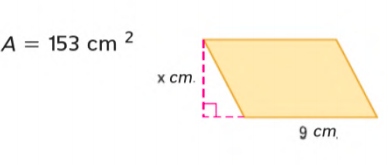 A = 153 cm 2
x cm.
9 cm.